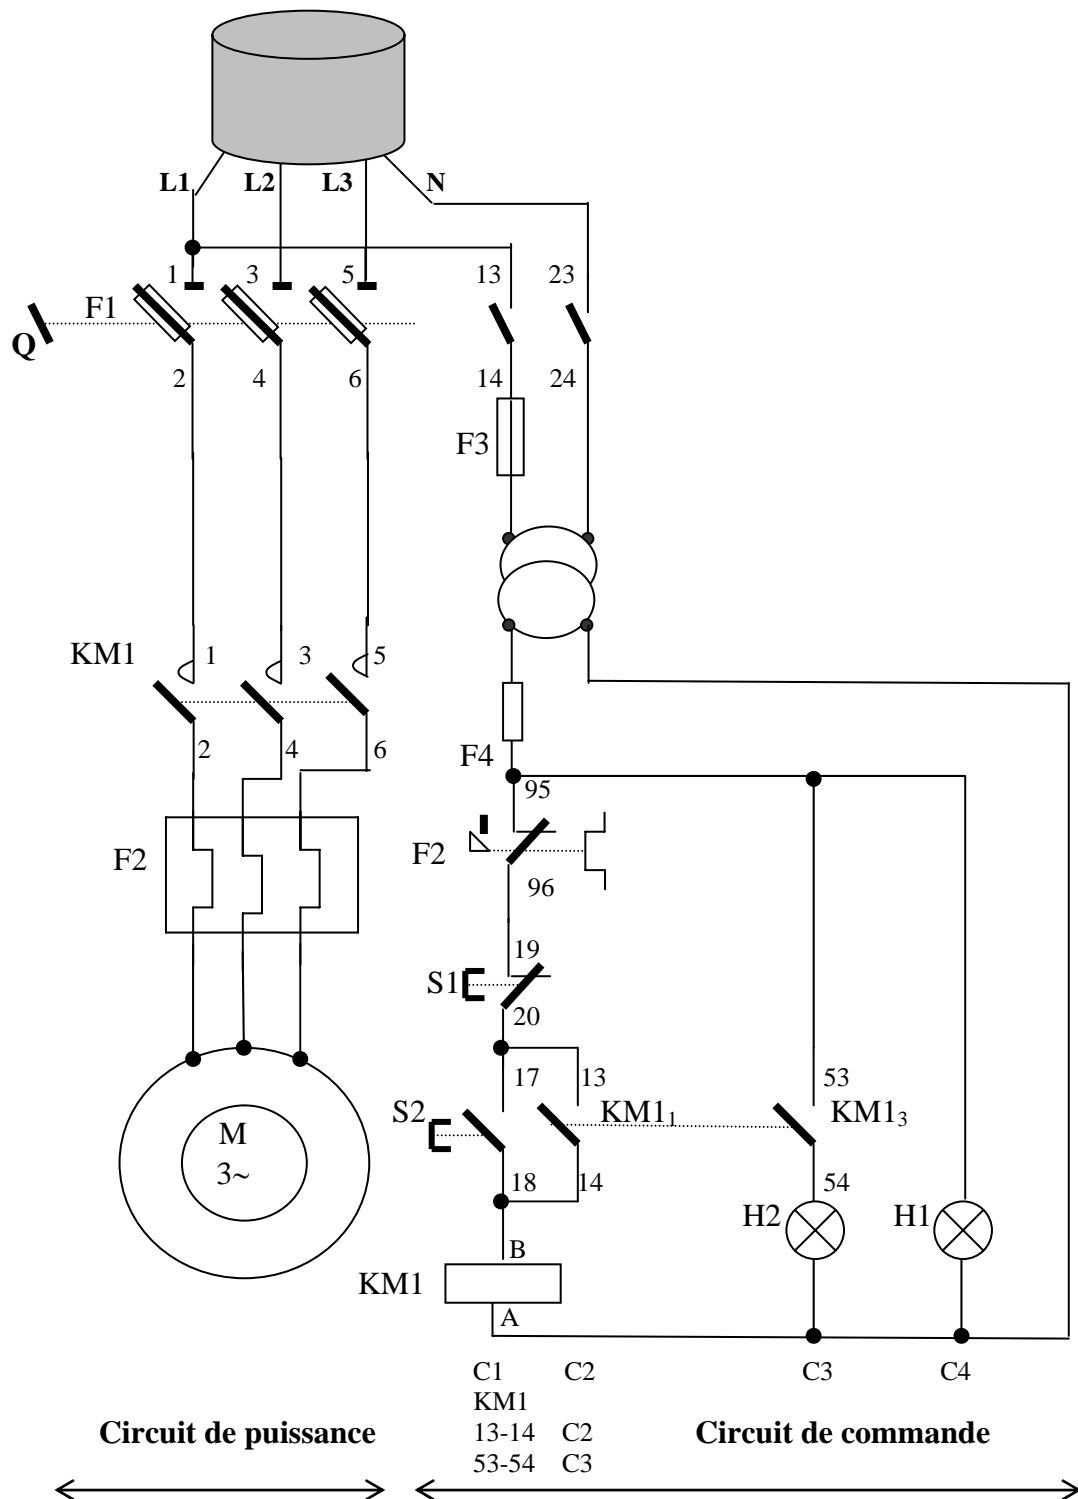 L1 L2 L3 N
1 3 5 13 23
F1
Q
2 4 6 14 24
F3
KM1 1 3 5
2 4 6 F4
95
F2 F2
96
19
S1
20
17 13 53
S2 KM1₁ KM1₃
M
3~
18 14 54
H2 H1
B
KM1
A
C1 C2 C3 C4
KM1
13-14 C2
53-54 C3
Circuit de puissance Circuit de commande